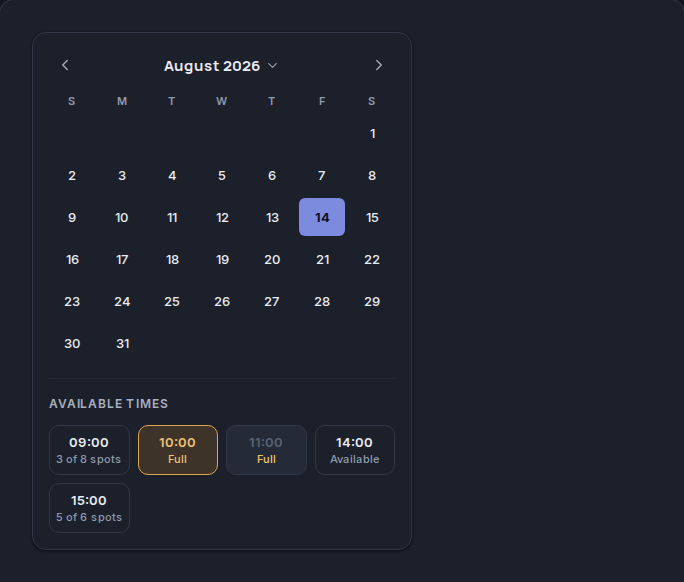 August 2026
S M T W T F S
1
2 3 4 5 6 7 8
9 10 11 12 13 14 15
16 17 18 19 20 21 22
23 24 25 26 27 28 29
30 31
AVAILABLE TIMES
09:00 10:00 11:00 14:00
3 of 8 spots Full Full Available
15:00
5 of 6 spots